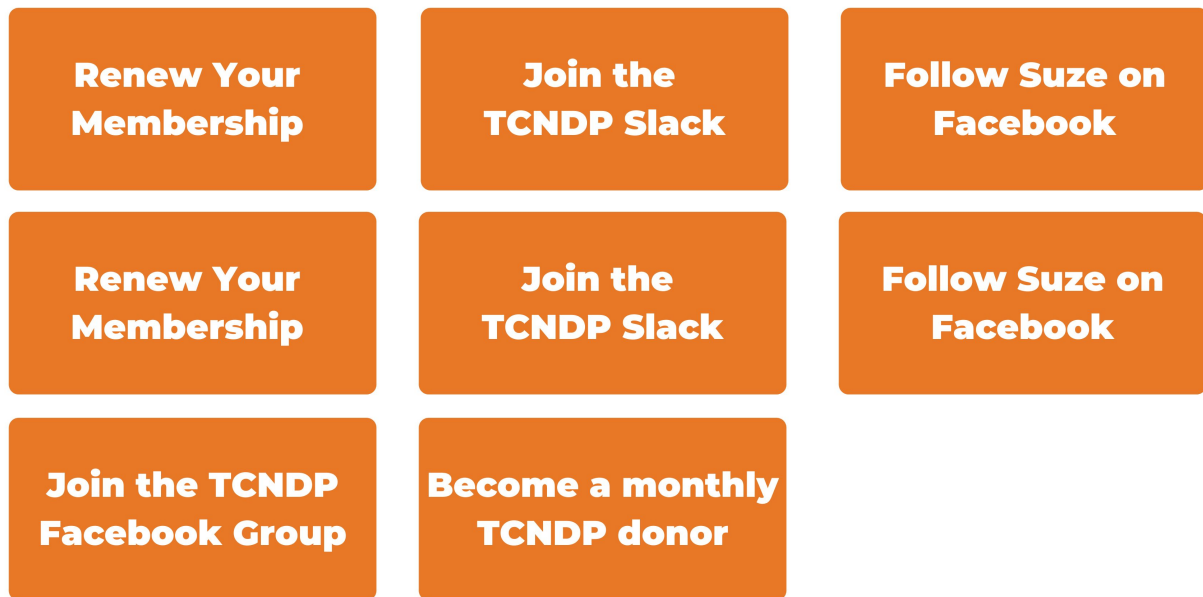 Renew Your
Membership
Join the
TCNDP Slack
Follow Suze on
Facebook
Renew Your
Membership
Join the
TCNDP Slack
Follow Suze on
Facebook
Join the TCNDP
Facebook Group
Become a monthly
TCNDP donor